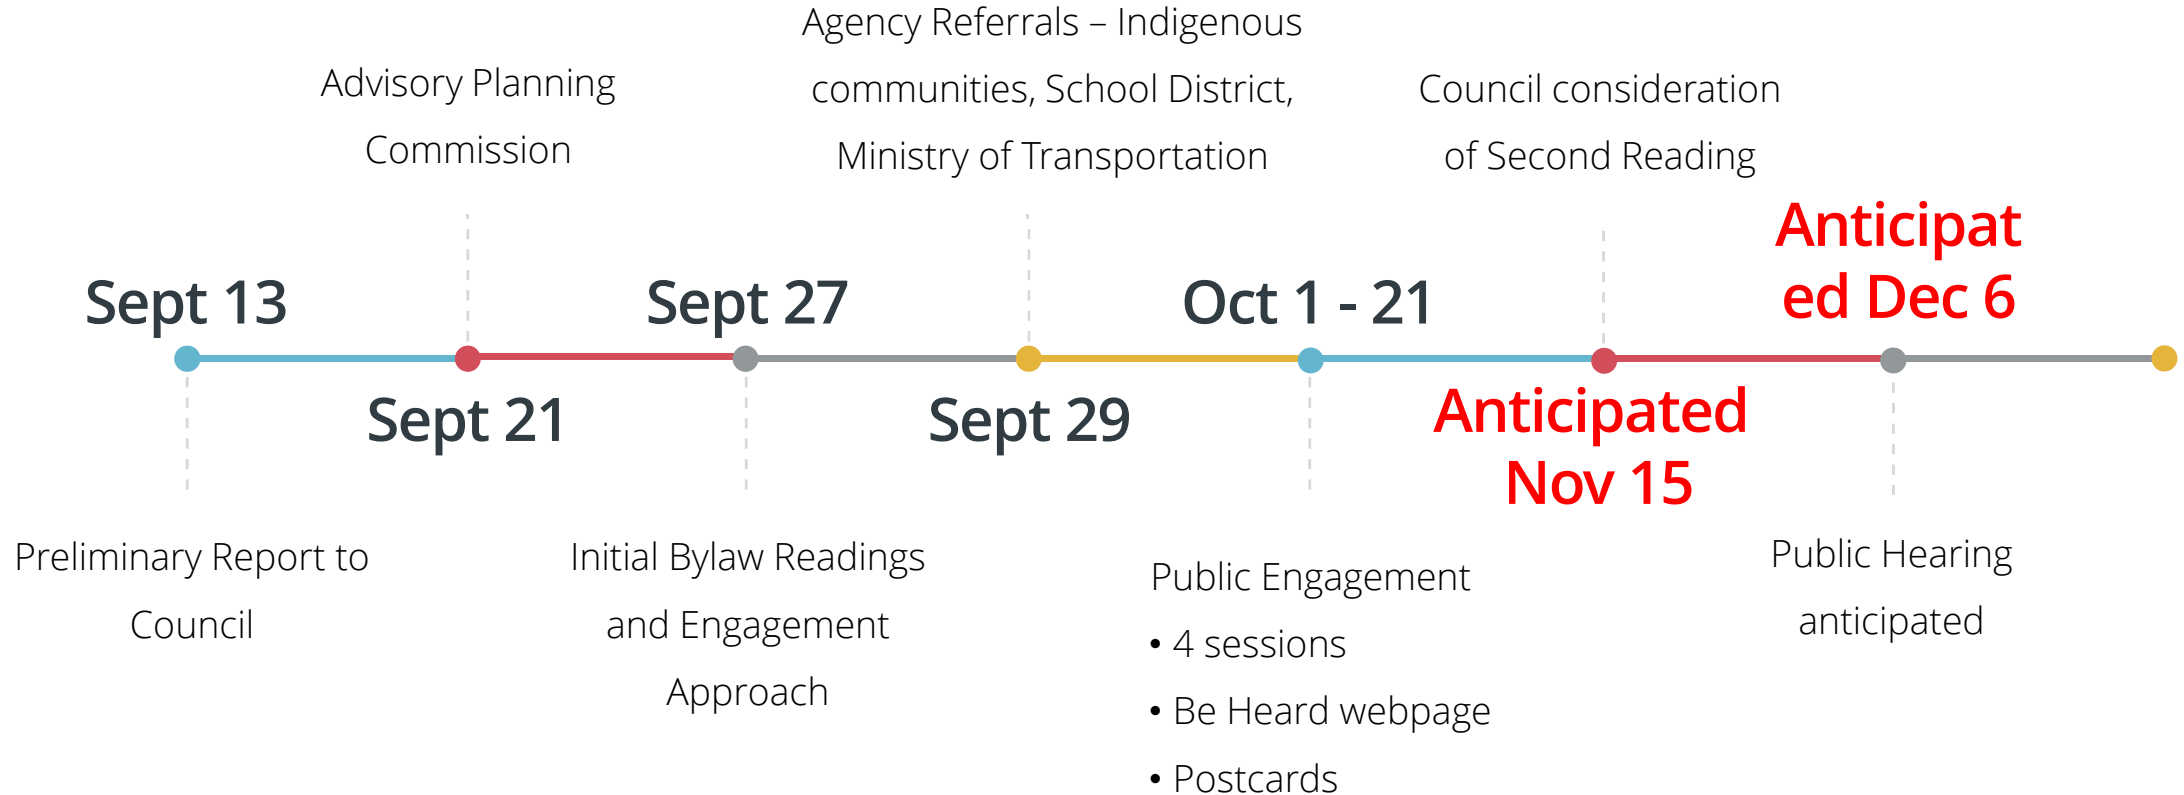 Agency Referrals – Indigenous
communities, School District,
Ministry of Transportation
Advisory Planning
Commission
Council consideration
of Second Reading
Anticipat
ed Dec 6
Sept 13
Sept 27
Oct 1 - 21
Sept 21
Sept 29
Anticipated
Nov 15
Preliminary Report to
Council
Initial Bylaw Readings
and Engagement
Approach
Public Engagement
• 4 sessions
• Be Heard webpage
• Postcards
Public Hearing
anticipated